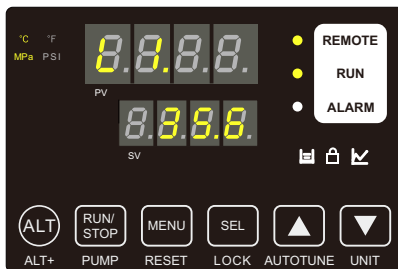 °C °F
MPa PSI
PV
SV
REMOTE
RUN
ALARM
ALT RUN/STOP MENU SEL
ALT+ PUMP RESET LOCK AUTOTUNE UNIT